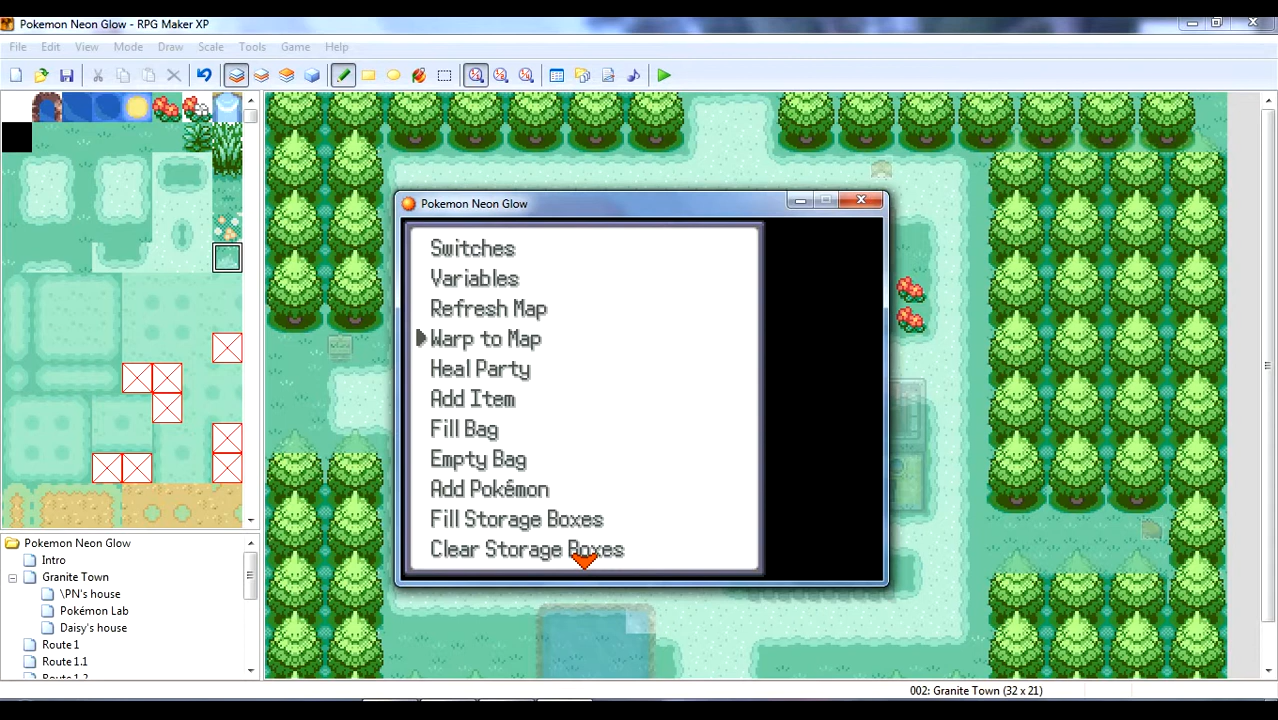 Pokemon Neon Glow - RPG Maker XP
File Edit View Mode Draw Scale Tools Game Help
Pokemon Neon Glow
Switches
Variables
Refresh Map
Warp to Map
Heal Party
Add Item
Fill Bag
Empty Bag
Add Pokémon
Fill Storage Boxes
Clear Storage Boxes
Pokemon Neon Glow
Intro
Granite Town
\PN's house
Pokémon Lab
Daisy's house
Route 1
Route 1.1
Route 1.2
002: Granite Town (32 x 21)